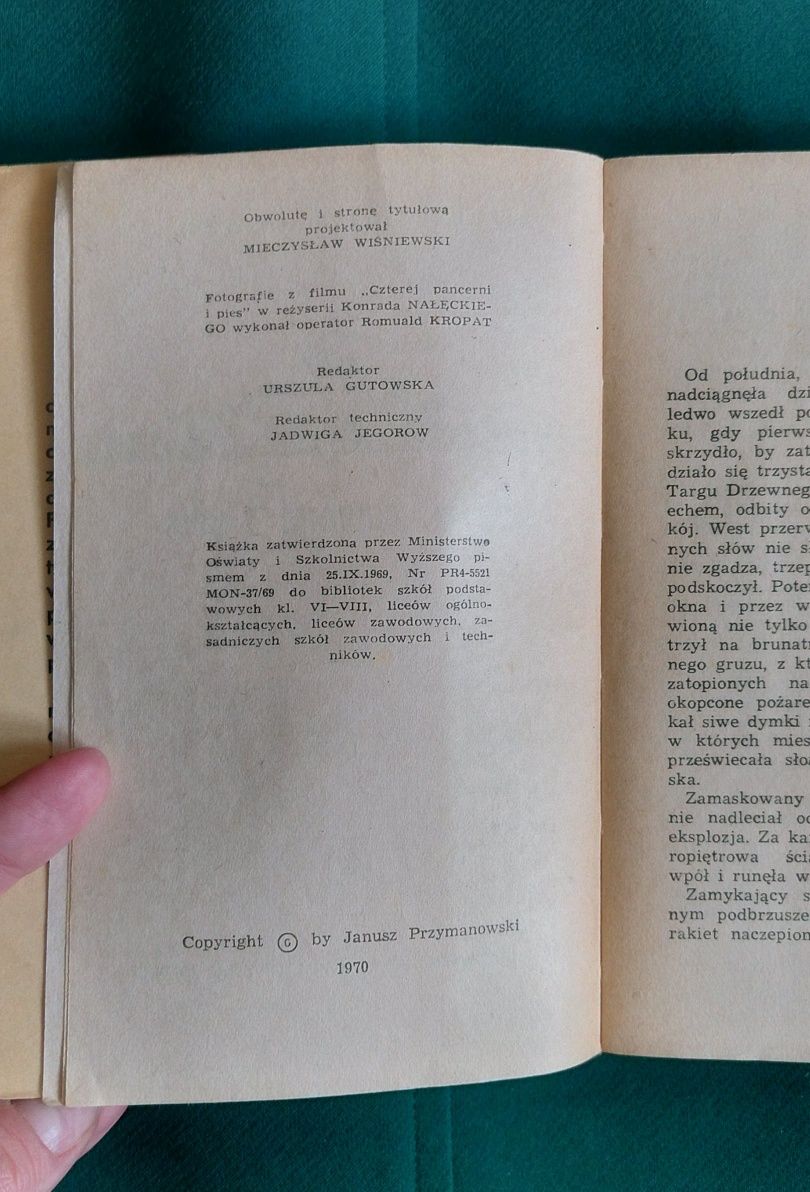 Obwolutę i stronę tytułową
projektował
MIECZYSŁAW WIŚNIEWSKI
Fotografie z filmu „Czterej pancerni
i pies" w reżyserii Konrada NAŁĘCKIE-
GO wykonał operator Romuald KROPAT
Redaktor
URSZULA GUTOWSKA
Redaktor techniczny
JADWIGA JEGOROW
Książka zatwierdzona przez Ministerstwo
Oświaty i Szkolnictwa Wyższego pi-
smem z dnia 25.IX.1969, Nr PR4-5521
MON-37/69 do bibliotek szkół podsta-
wowych kl. VI—VIII, liceów ogólno-
kształcących, liceów zawodowych, za-
sadniczych szkół zawodowych i tech-
ników.
Copyright © by Janusz Przymanowski
1970
Od południa,
nadciągnęła
ledwo wszedł
ku, gdy
skrzydło, by
działo się
Targu
echem, odbity
kój. West
nych słów nie
nie zgadza,
podskoczył.
okna i przez
wioną nie tylko
trzył na
nego gruzu, z
zatopionych na
okopcone
kał siwe dymki
w których
prześwecała
ska.
Zamaskowany
nie nadleciał
eksplozja. Za
ropiętrowa
wpół i runęła
Zamykający
nym podbrzusze
rakiet